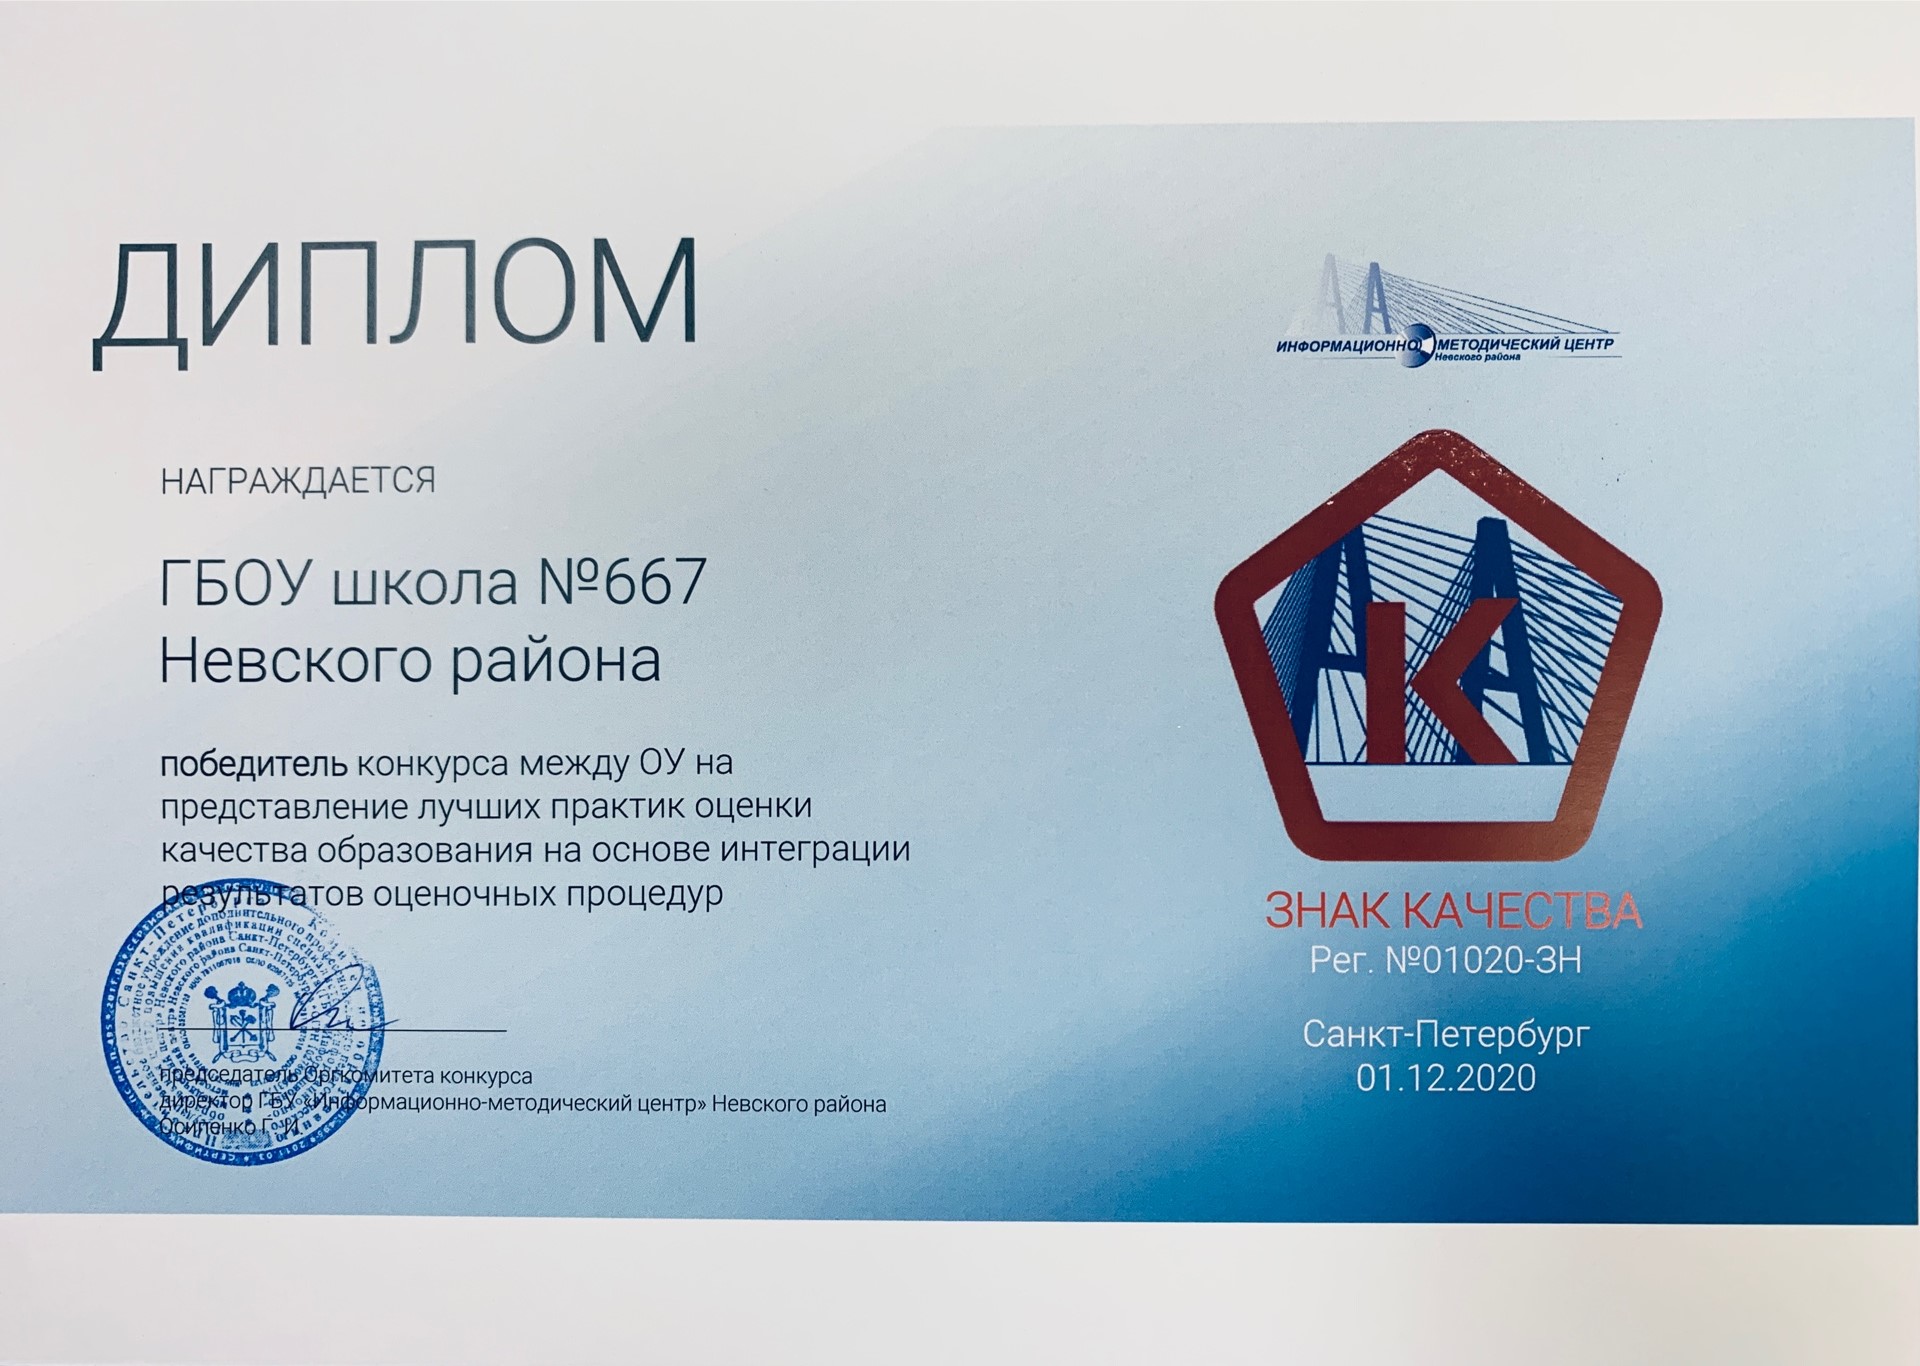 ДИПЛОМ
НАГРАЖДАЕТСЯ
ГБОУ школа №667
Невского района
победитель конкурса между ОУ на
представление лучших практик оценки
качества образования на основе интеграции
результатов оценочных процедур
председатель Оргкомитета конкурса
директор ГБУ «Информационно-методический центр» Невского района
Осипенко Г. И.
ИНФОРМАЦИОННО МЕТОДИЧЕСКИЙ ЦЕНТР
Невского района
К
ЗНАК КАЧЕСТВА
Рег. №01020-ЗН
Санкт-Петербург
01.12.2020